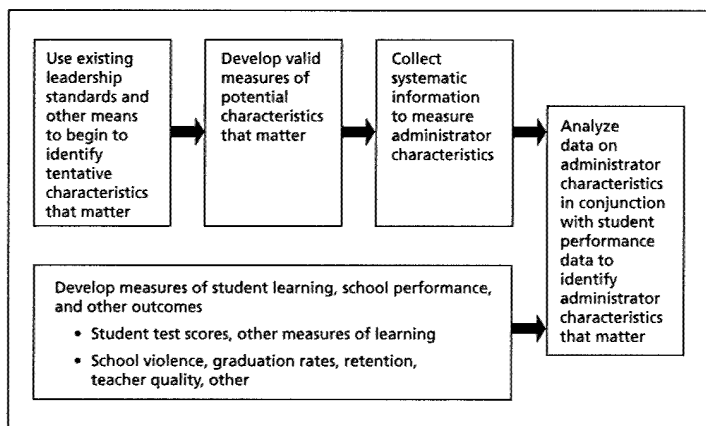 Use existing
leadership
standards and
other means
to begin to
identify
tentative
characteristics
that matter
Develop valid
measures of
potential
characteristics
that matter
Collect
systematic
information
to measure
administrator
characteristics
Analyze
data on
administrator
characteristics
in conjunction
with student
performance
data to
identify
administrator
characteristics
that matter
Develop measures of student learning, school performance,
and other outcomes
• Student test scores, other measures of learning
• School violence, graduation rates, retention,
teacher quality, other